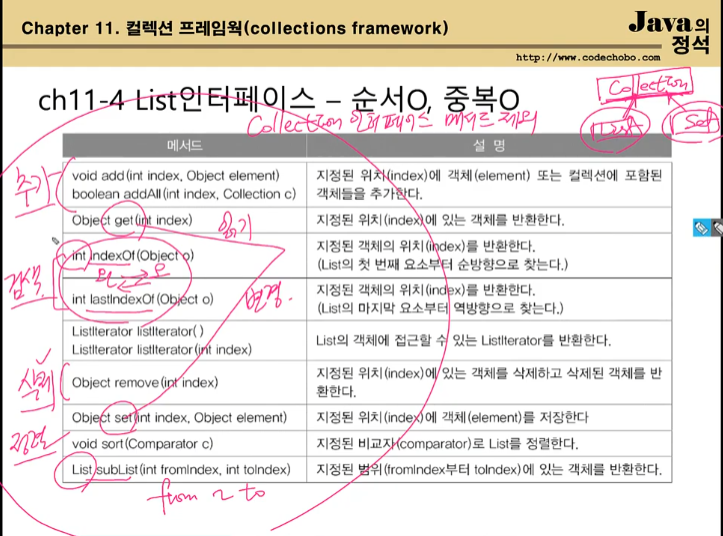 Chapter 11. 컬렉션 프레임웍(collections framework)
Java의
정석
http://www.codechobo.com
ch11-4 List인터페이스 – 순서O, 중복O
Collection
List
Set
Collection 인터페이스 메서드 제외
메서드
설 명
추가
void add(int index, Object element)
boolean addAll(int index, Collection c)
지정된 위치(index)에 객체(element) 또는 컬렉션에 포함된
객체들을 추가한다.
Object get(int index)
읽기
지정된 위치(index)에 있는 객체를 반환한다.
검색
int indexOf(Object o)
지정된 객체의 위치(index)를 반환한다.
(List의 첫 번째 요소부터 순방향으로 찾는다.)
왼 오
int lastIndexOf(Object o)
변경
지정된 객체의 위치(index)를 반환한다.
(List의 마지막 요소부터 역방향으로 찾는다.)
ListIterator listIterator()
ListIterator listIterator(int index)
List의 객체에 접근할 수 있는 ListIterator를 반환한다.
삭제
Object remove(int index)
지정된 위치(index)에 있는 객체를 삭제하고 삭제된 객체를 반
환한다.
Object set(int index, Object element)
지정된 위치(index)에 객체(element)를 저장한다
정렬
void sort(Comparator c)
지정된 비교자(comparator)로 List를 정렬한다.
List subList(int fromIndex, int toIndex)
지정된 범위(fromIndex부터 toIndex)에 있는 객체를 반환한다.
from ~ to